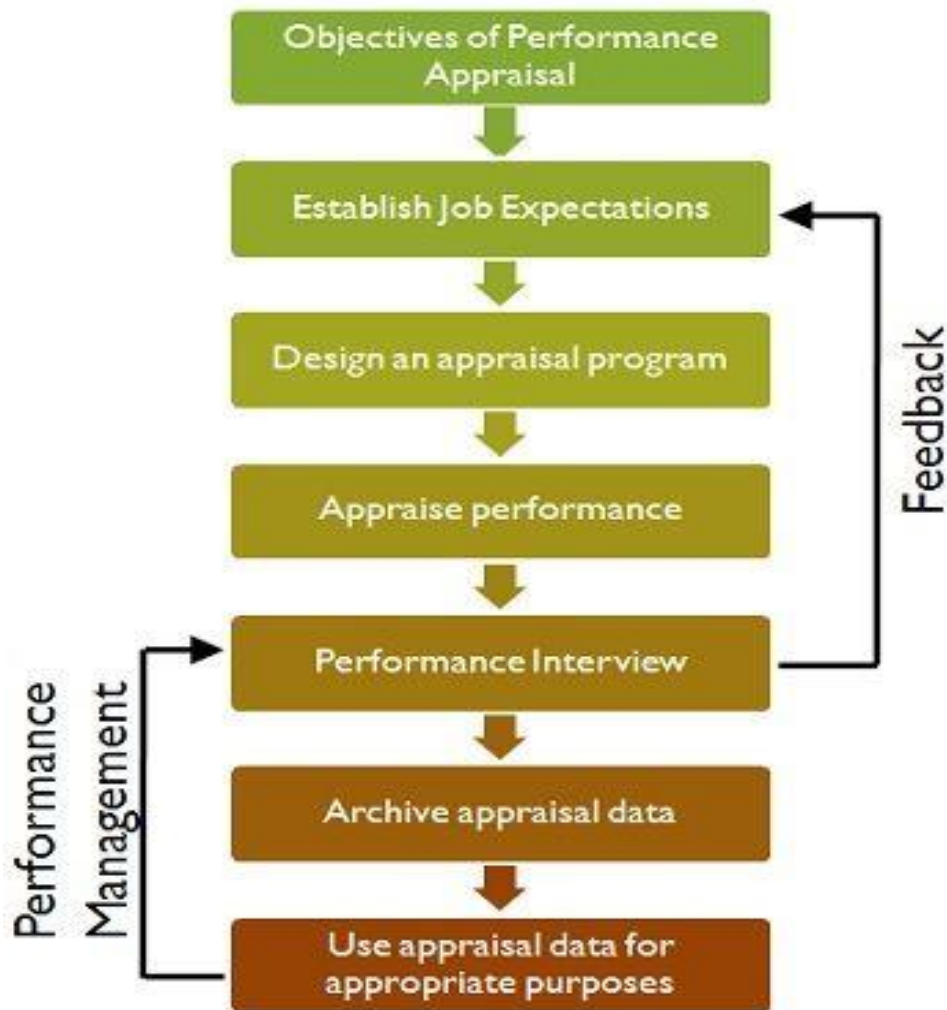 Objectives of Performance
Appraisal
Establish Job Expectations
Design an appraisal program
Appraise performance
Performance Interview
Archive appraisal data
Use appraisal data for
appropriate purposes
Feedback
Performance
Management